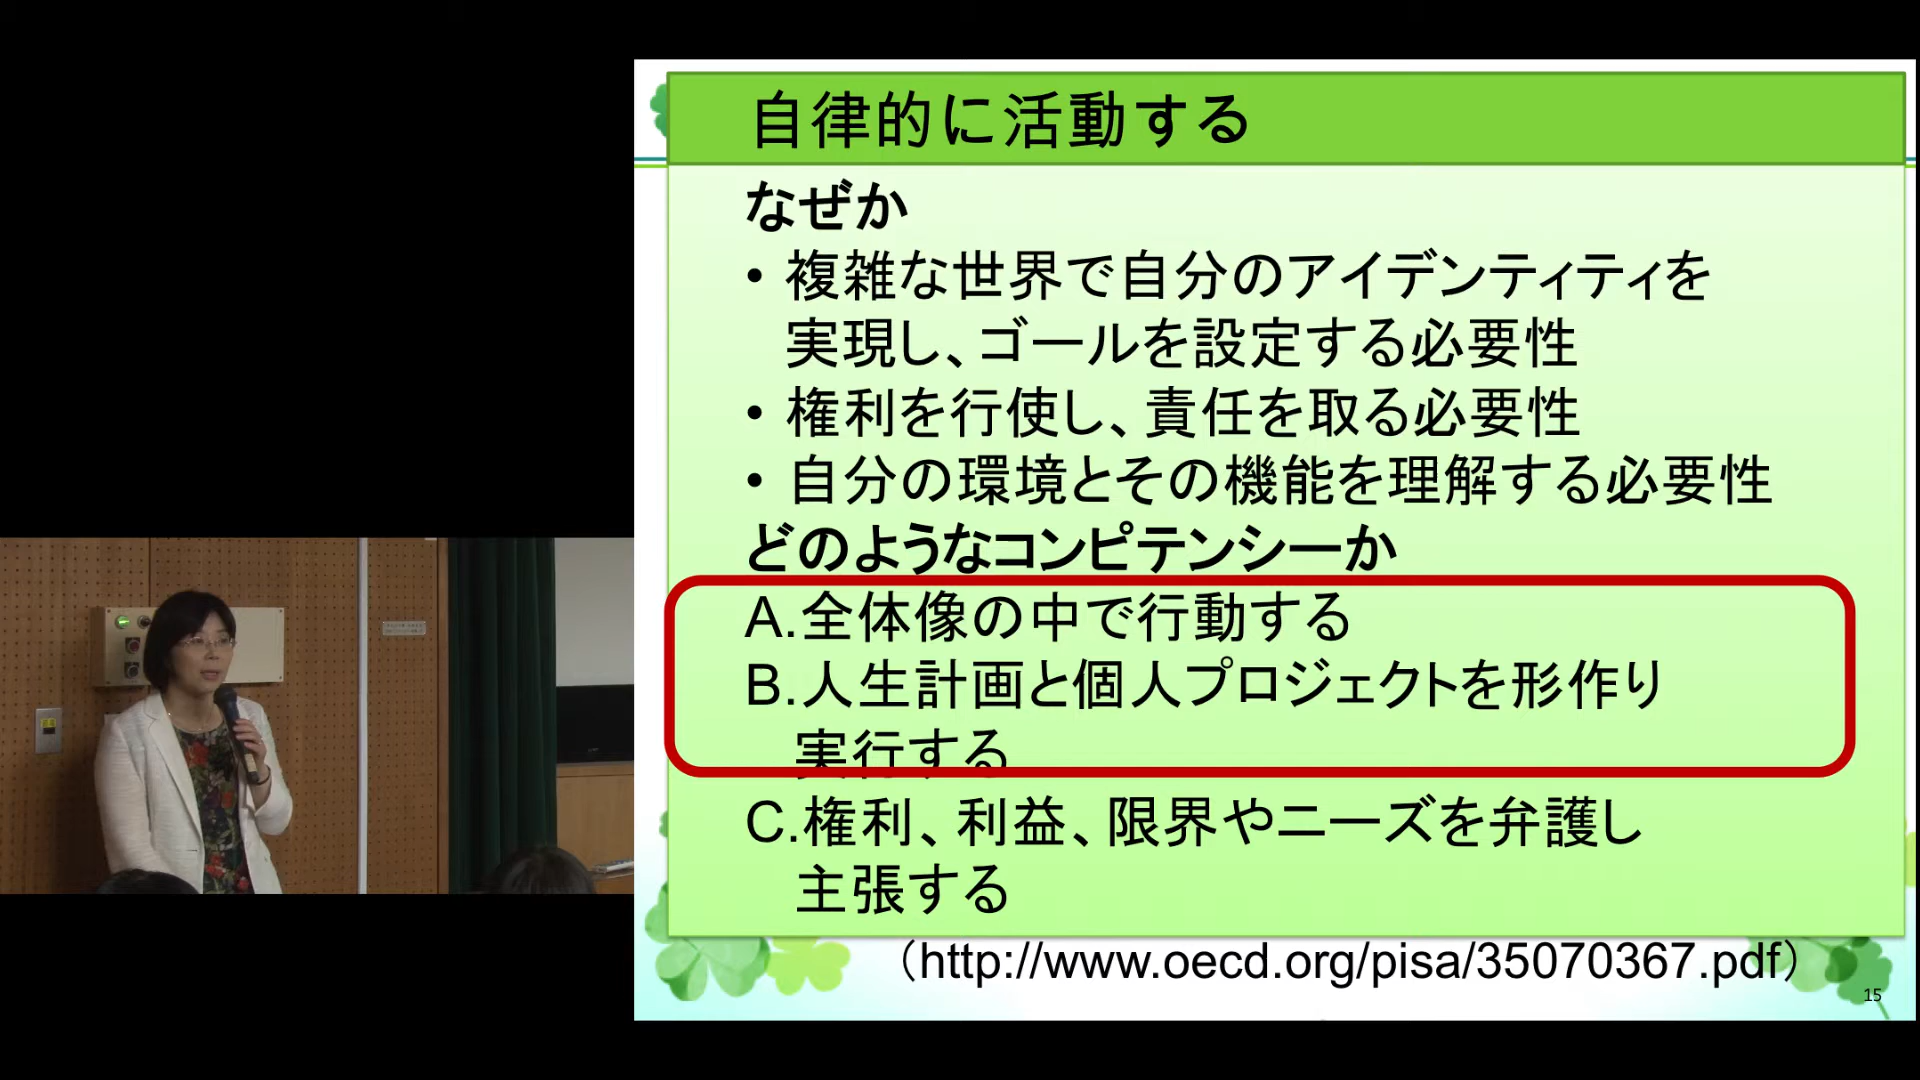 自律的に活動する
なぜか
• 複雑な世界で自分のアイデンティティを
実現し、ゴールを設定する必要性
• 権利を行使し、責任を取る必要性
• 自分の環境とその機能を理解する必要性
どのようなコンピテンシーか
A.全体像の中で行動する
B.人生計画と個人プロジェクトを形作り
実行する
C.権利、利益、限界やニーズを弁護し
主張する
（http://www.oecd.org/pisa/35070367.pdf）
15